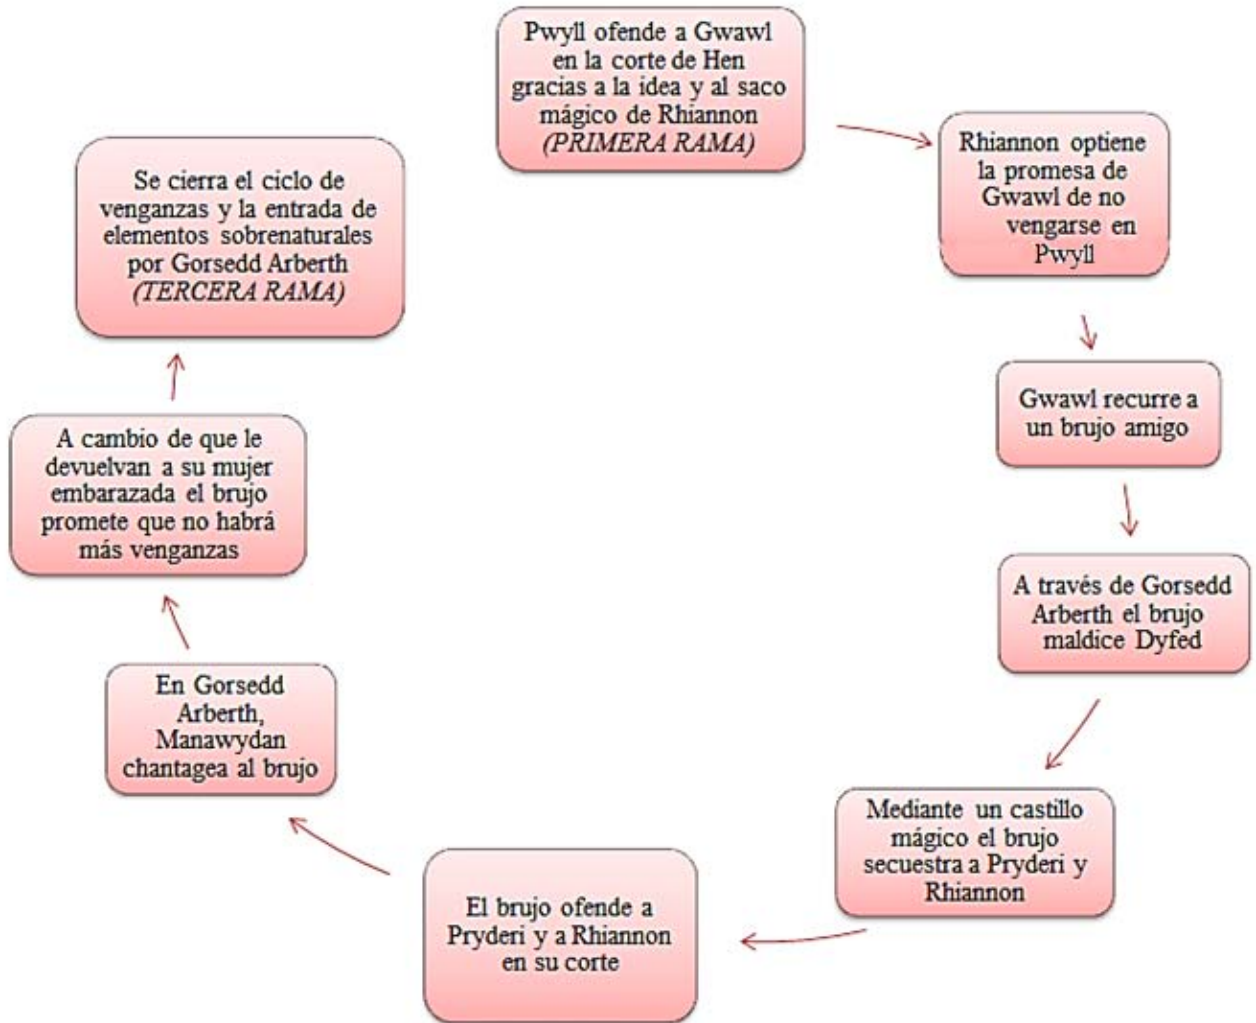 Pwyll ofende a Gwawl
en la corte de Hen
gracias a la idea y al saco
mágico de Rhiannon
(PRIMERA RAMA)
Rhiannon optiene
la promesa de
Gwawl de no
vengarse en
Pwyll
Gwawl recurre a
un brujo amigo
A través de Gorsedd
Arberth el brujo
maldice Dyfed
Mediante un castillo
mágico el brujo
secuestra a Pryderi y
Rhiannon
El brujo ofende a
Pryderi y a Rhiannon
en su corte
En Gorsedd
Arberth,
Manawydan
chantagea al brujo
A cambio de que le
devuelvan a su mujer
embarazada el brujo
promete que no habrá
más venganzas
Se cierra el ciclo de
venganzas y la entrada de
elementos sobrenaturales
por Gorsedd Arberth
(TERCERA RAMA)